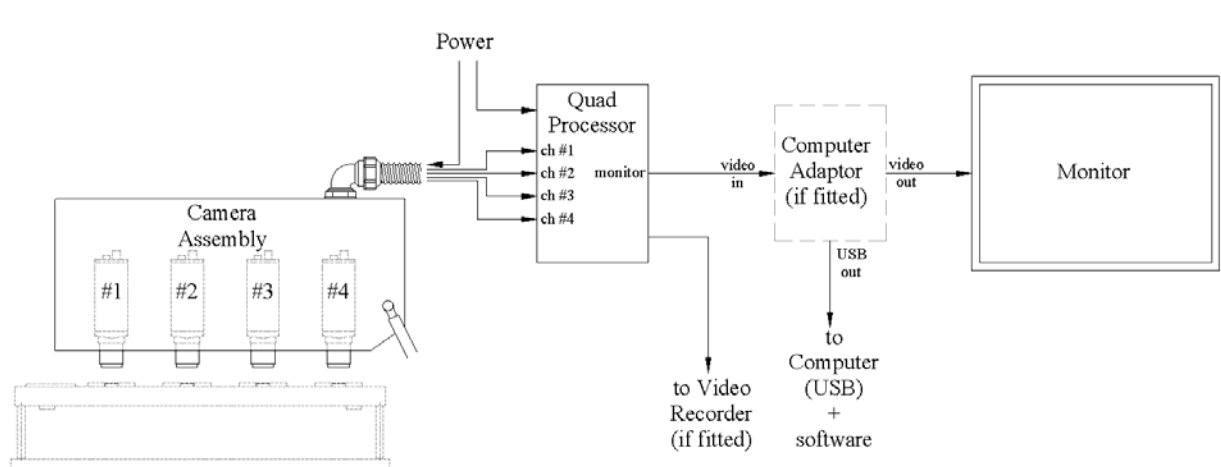 Power
Quad
Processor
ch #1
ch #2
monitor
ch #3
ch #4
Camera
Assembly
#1
#2
#3
#4
video
in
Computer
Adaptor
(if fitted)
video
out
Monitor
USB
out
to
Computer
(USB)
+
software
to Video
Recorder
(if fitted)